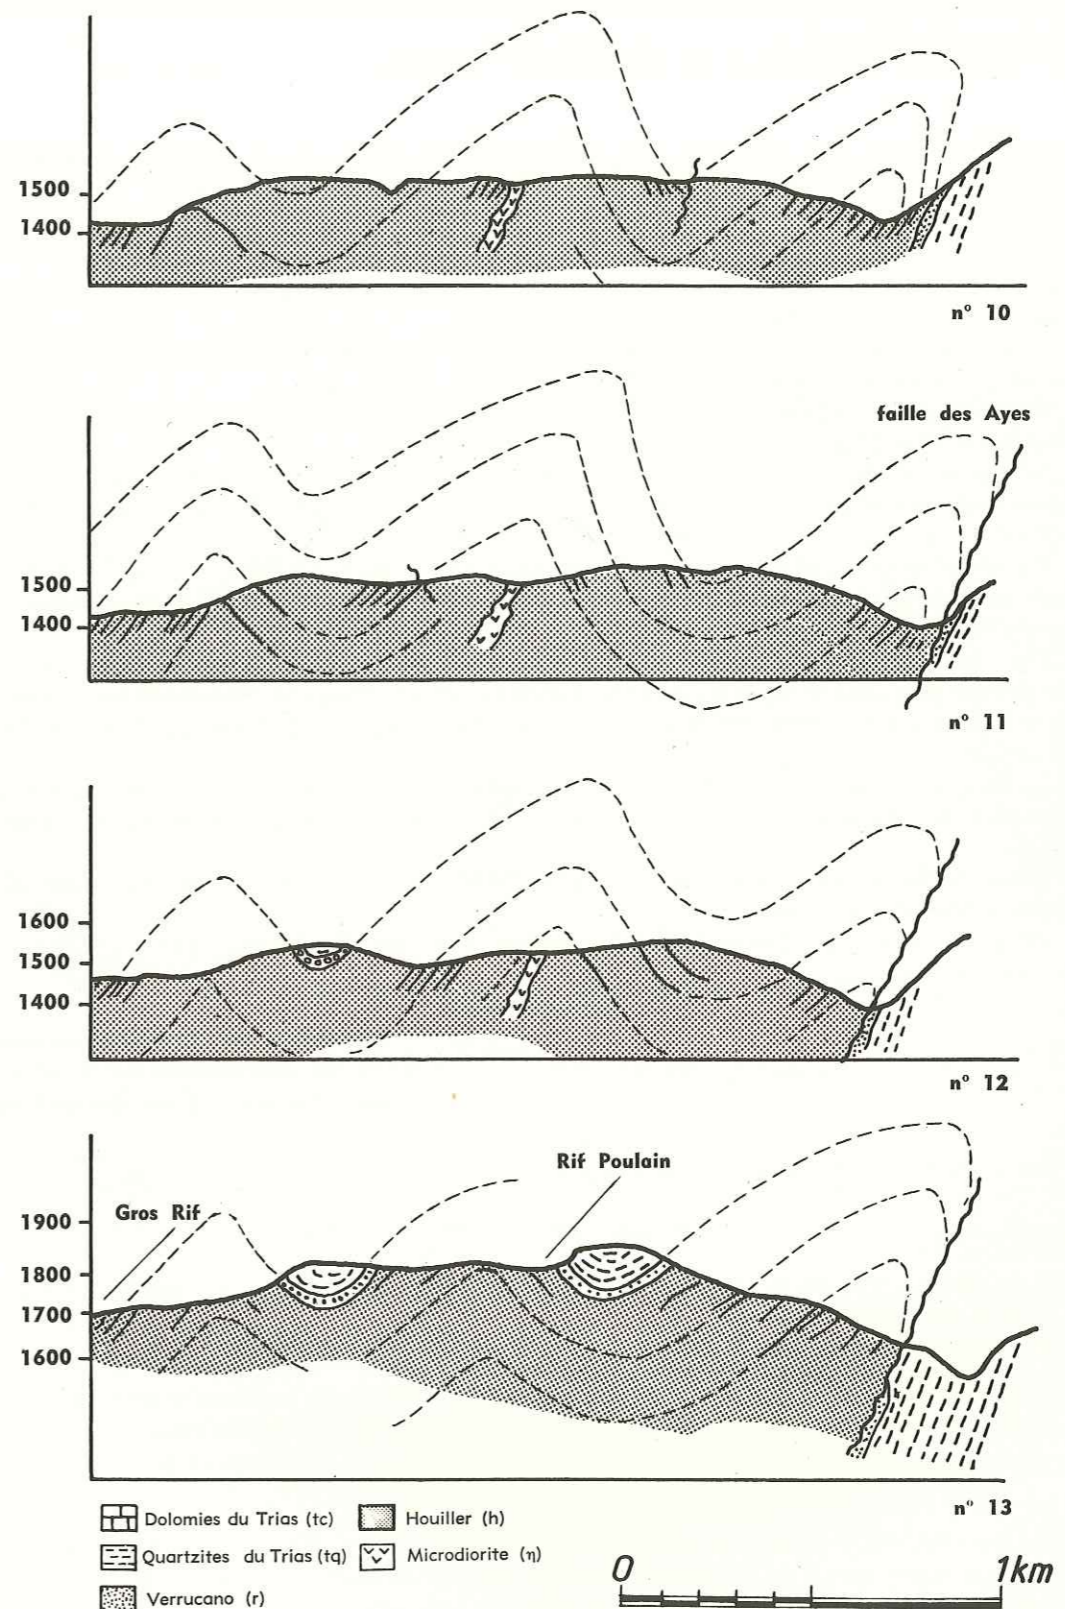 1500
1400
n° 10
faille des Ayes
1500
1400
n° 11
1600
1500
1400
n° 12
Rif Poulain
Gros Rif
1900
1800
1700
1600
n° 13
Dolomies du Trias (tc)
Houiller (h)
Quartzites du Trias (tq)
Microdiorite (η)
Verrucano (r)
0 1km